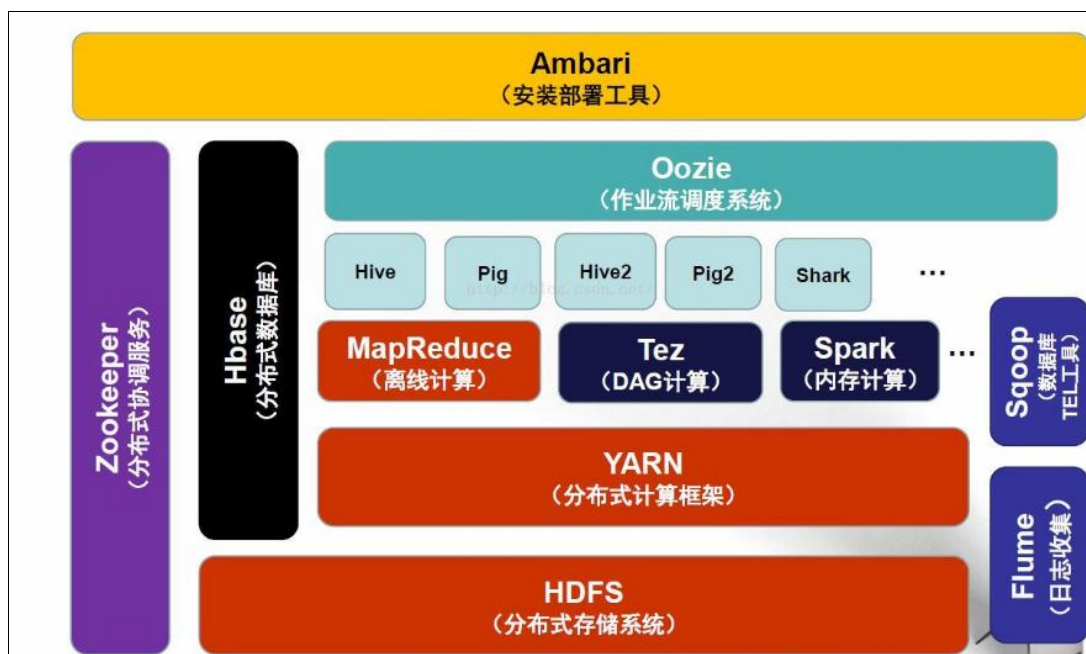 Ambari
（安装部署工具）
Zookeeper
（分布式协调服务）
Hbase
（分布式数据库）
Oozie
（作业流调度系统）
Hive
Pig
Hive2
Pig2
Shark
...
http://blog.csdn.net/
MapReduce
（离线计算）
Tez
（DAG计算）
Spark
（内存计算）
...
Sqoop
（数据库
TEL工具）
YARN
（分布式计算框架）
Flume
（日志收集）
HDFS
（分布式存储系统）